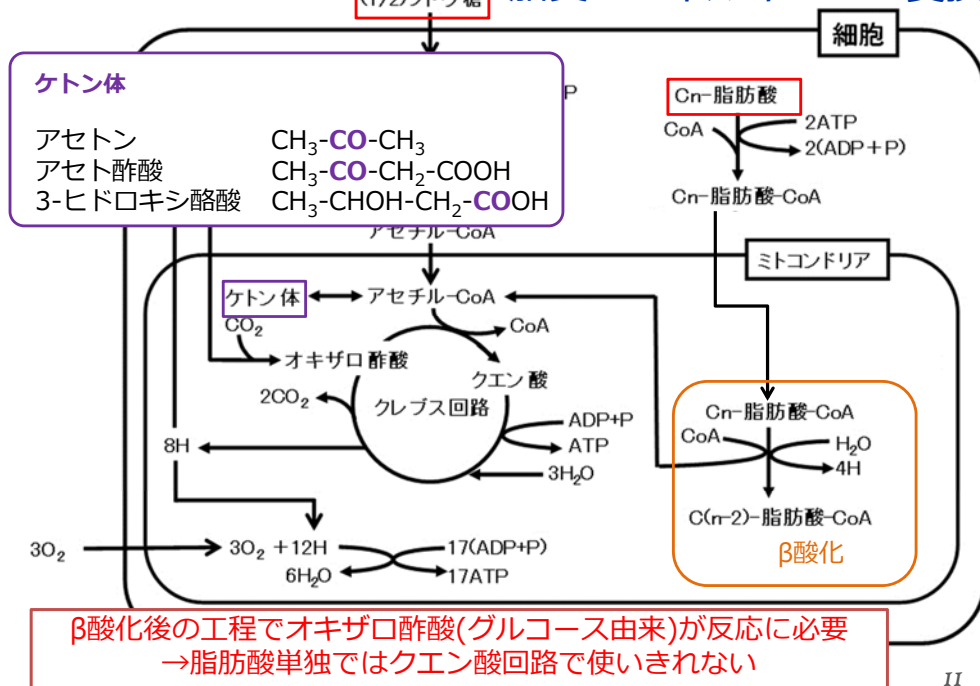 細胞
ケトン体
アセトン CH3-CO-CH3
アセト酢酸 CH3-CO-CH2-COOH
3-ヒドロキシ酪酸 CH3-CHOH-CH2-COOH
P
Cn-脂肪酸
CoA
2ATP
2(ADP+P)
Cn-脂肪酸-CoA
アセチル-CoA
ミトコンドリア
ケトン体
アセチル-CoA
CO2
CoA
オキザロ酢酸
クエン酸
2CO2
クレブス回路
ADP+P
ATP
8H
3H2O
Cn-脂肪酸-CoA
CoA
H2O
4H
C(n-2)-脂肪酸-CoA
β酸化
3O2
3O2 +12H
17(ADP+P)
6H2O
17ATP
β酸化後の工程でオキザロ酢酸(グルコース由来)が反応に必要
→脂肪酸単独ではクエン酸回路で使いきれない
11